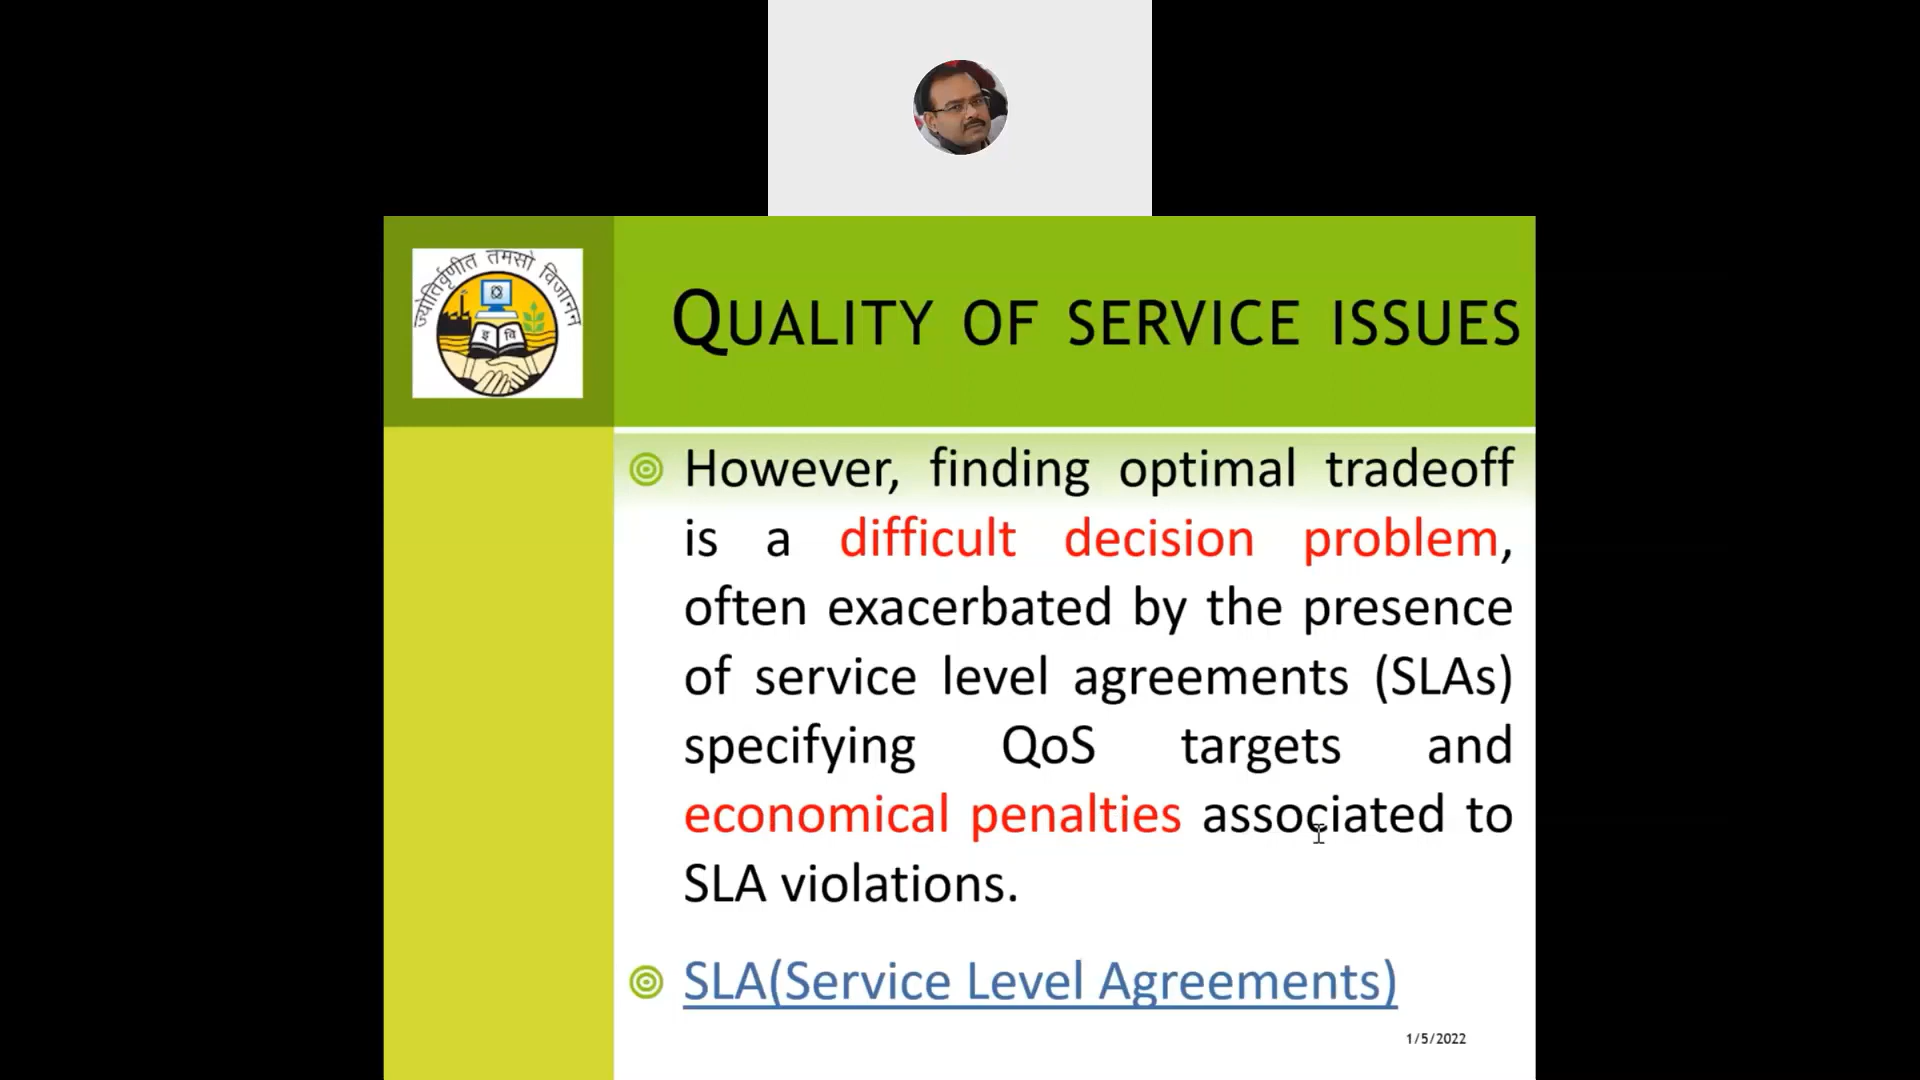 ज्योतिर्वृणीत तमसो विजानन
इ वि
QUALITY OF SERVICE ISSUES
However, finding optimal tradeoff
is a difficult decision problem,
often exacerbated by the presence
of service level agreements (SLAs)
specifying QoS targets and
economical penalties associated to
SLA violations.
SLA(Service Level Agreements)
1/5/2022